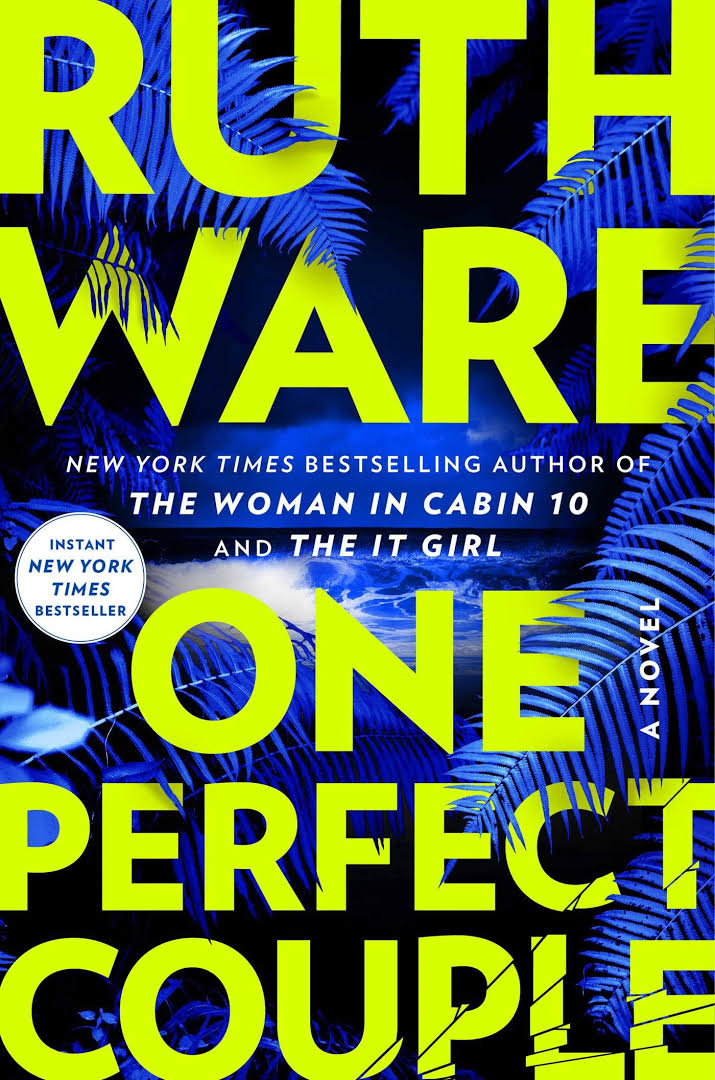 RUTH
WARE
NEW YORK TIMES BESTSELLING AUTHOR OF
THE WOMAN IN CABIN 10
AND THE IT GIRL
INSTANT
NEW YORK
TIMES
BESTSELLER
ONE
A NOVEL
PERFECT
COUPLE